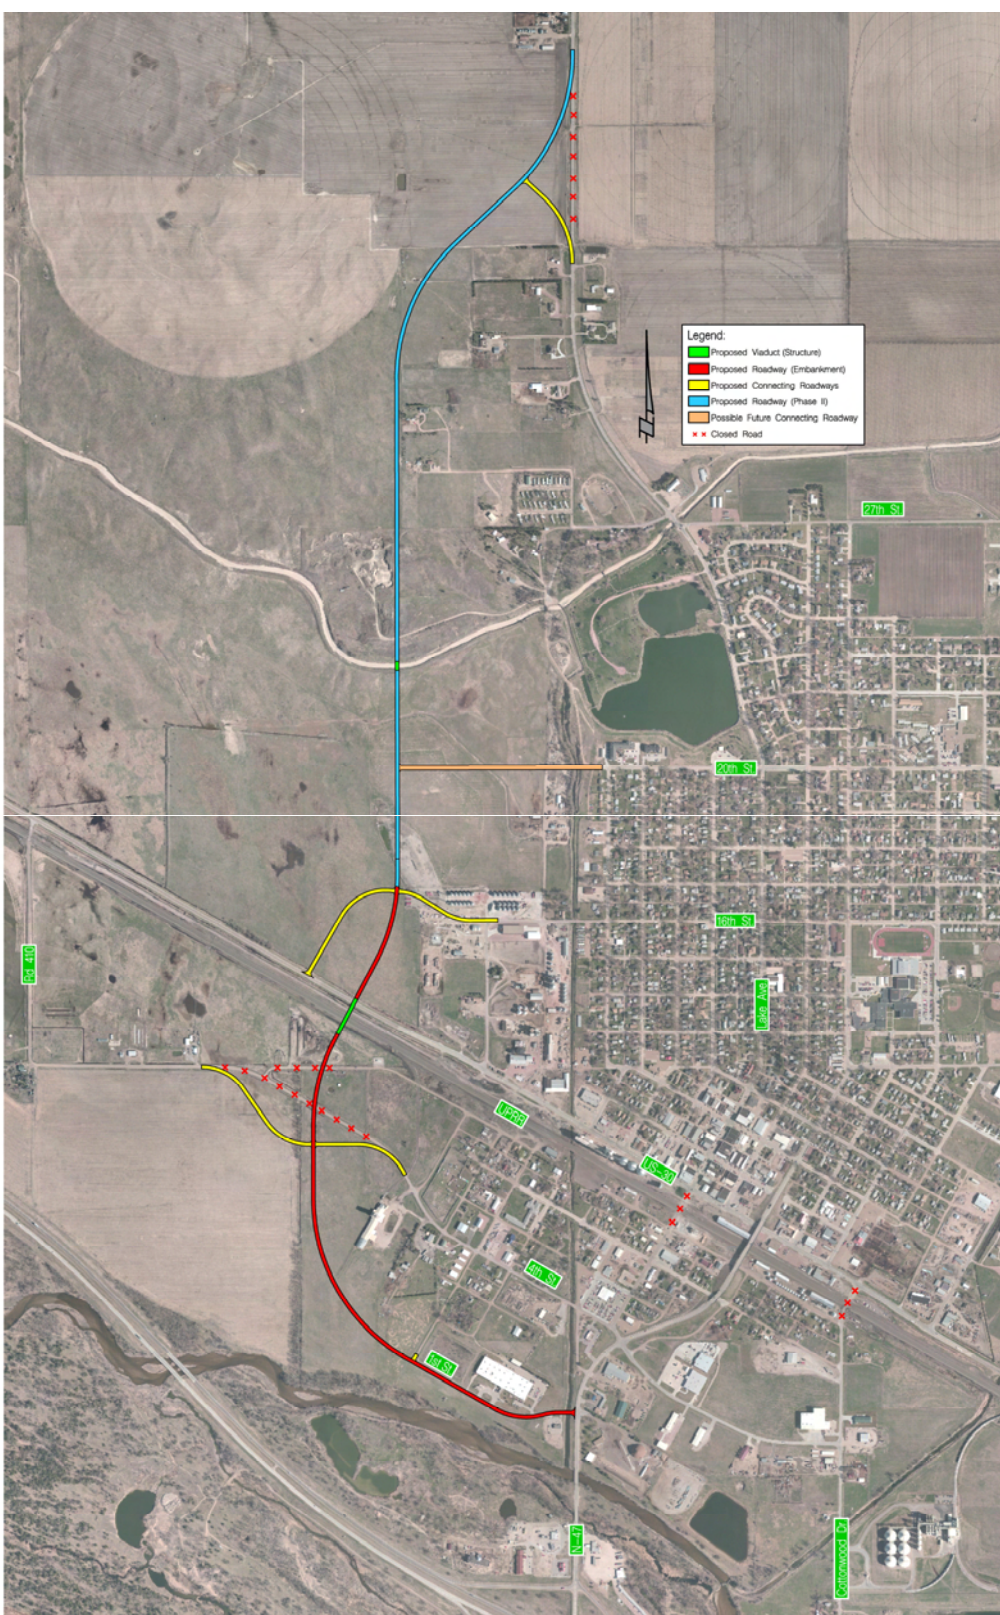 Legend:
Proposed Viaduct (Structure)
Proposed Roadway (Embankment)
Proposed Connecting Roadways
Proposed Roadway (Phase II)
Possible Future Connecting Roadway
Closed Road
27th St
20th St
16th St
Rd 410
Lake Ave
UPRR
US-30
4th St
1st St
N-47
Cottonwood Dr